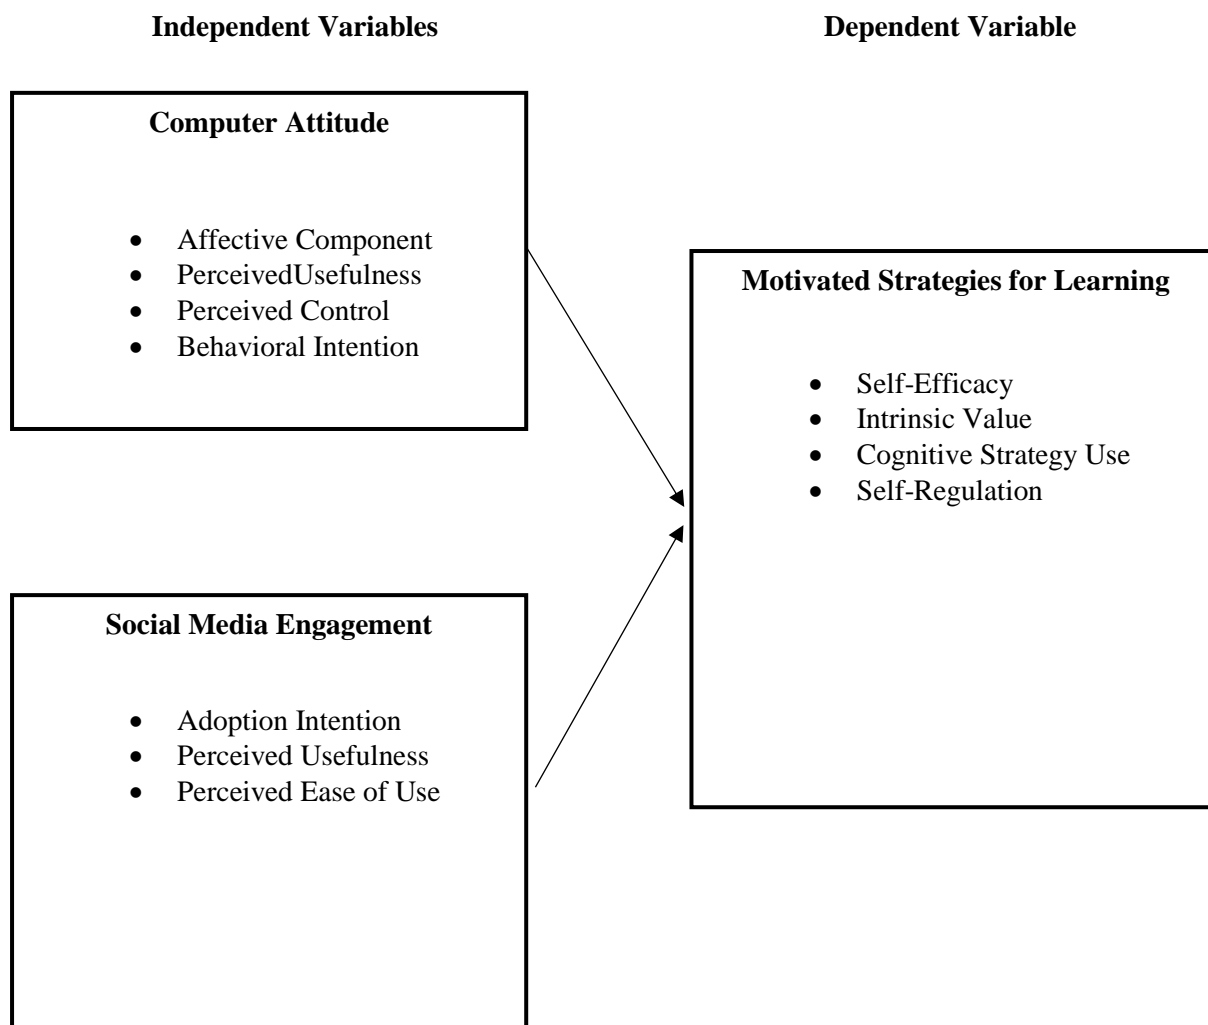 Independent Variables
Dependent Variable
Computer Attitude
• Affective Component
• PerceivedUsefulness
• Perceived Control
• Behavioral Intention
Motivated Strategies for Learning
• Self-Efficacy
• Intrinsic Value
• Cognitive Strategy Use
• Self-Regulation
Social Media Engagement
• Adoption Intention
• Perceived Usefulness
• Perceived Ease of Use